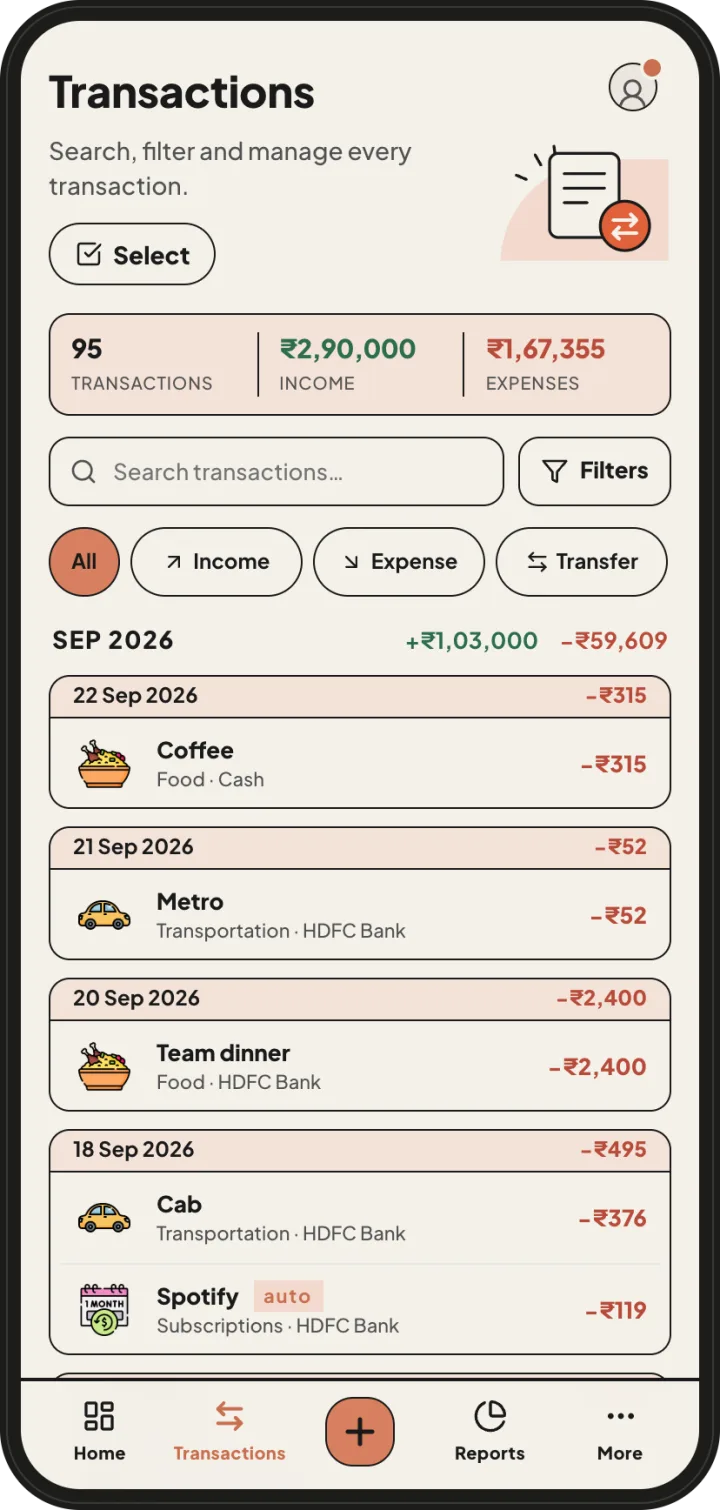 Transactions
Search, filter and manage every
transaction.
Select
95
TRANSACTIONS
₹2,90,000
INCOME
₹1,67,355
EXPENSES
Search transactions…
Filters
All
Income
Expense
Transfer
SEP 2026 +₹1,03,000 −₹59,609
22 Sep 2026 −₹315
Coffee
Food · Cash
−₹315
21 Sep 2026 −₹52
Metro
Transportation · HDFC Bank
−₹52
20 Sep 2026 −₹2,400
Team dinner
Food · HDFC Bank
−₹2,400
18 Sep 2026 −₹495
Cab
Transportation · HDFC Bank
−₹376
1 MONTH
$
Spotify auto
Subscriptions · HDFC Bank
−₹119
Home
Transactions
Reports
More